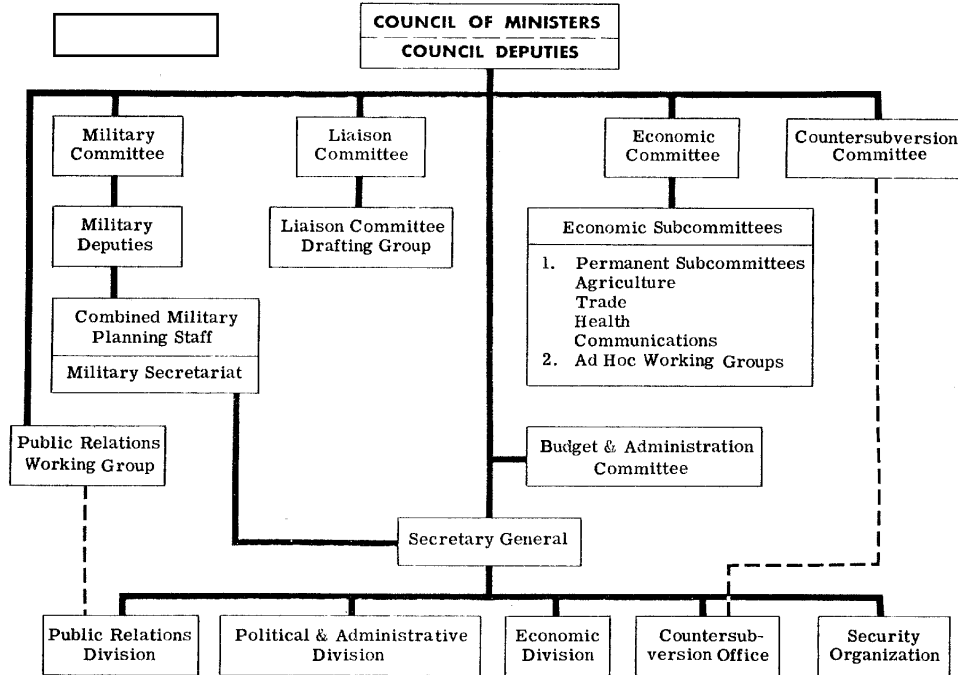 COUNCIL OF MINISTERS
COUNCIL DEPUTIES
Military
Committee
Liaison
Committee
Economic
Committee
Countersubversion
Committee
Military
Deputies
Liaison Committee
Drafting Group
Economic Subcommittees
1. Permanent Subcommittees
Agriculture
Trade
Health
Communications
2. Ad Hoc Working Groups
Combined Military
Planning Staff
Military Secretariat
Public Relations
Working Group
Budget & Administration
Committee
Secretary General
Public Relations
Division
Political & Administrative
Division
Economic
Division
Countersub-
version Office
Security
Organization